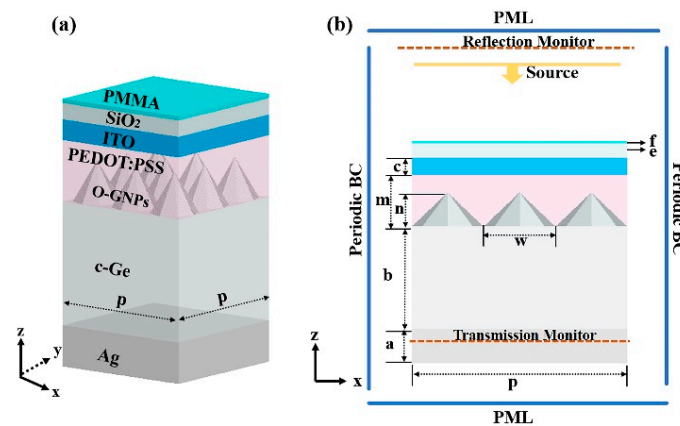 (a)
PMMA
SiO₂
ITO
PEDOT:PSS
O-GNPs
c-Ge
p
p
Ag
z
y
x
(b)
PML
Reflection Monitor
Source
Periodic BC
Periodic BC
f
e
c
m
n
w
b
Transmission Monitor
a
p
z
x
PML